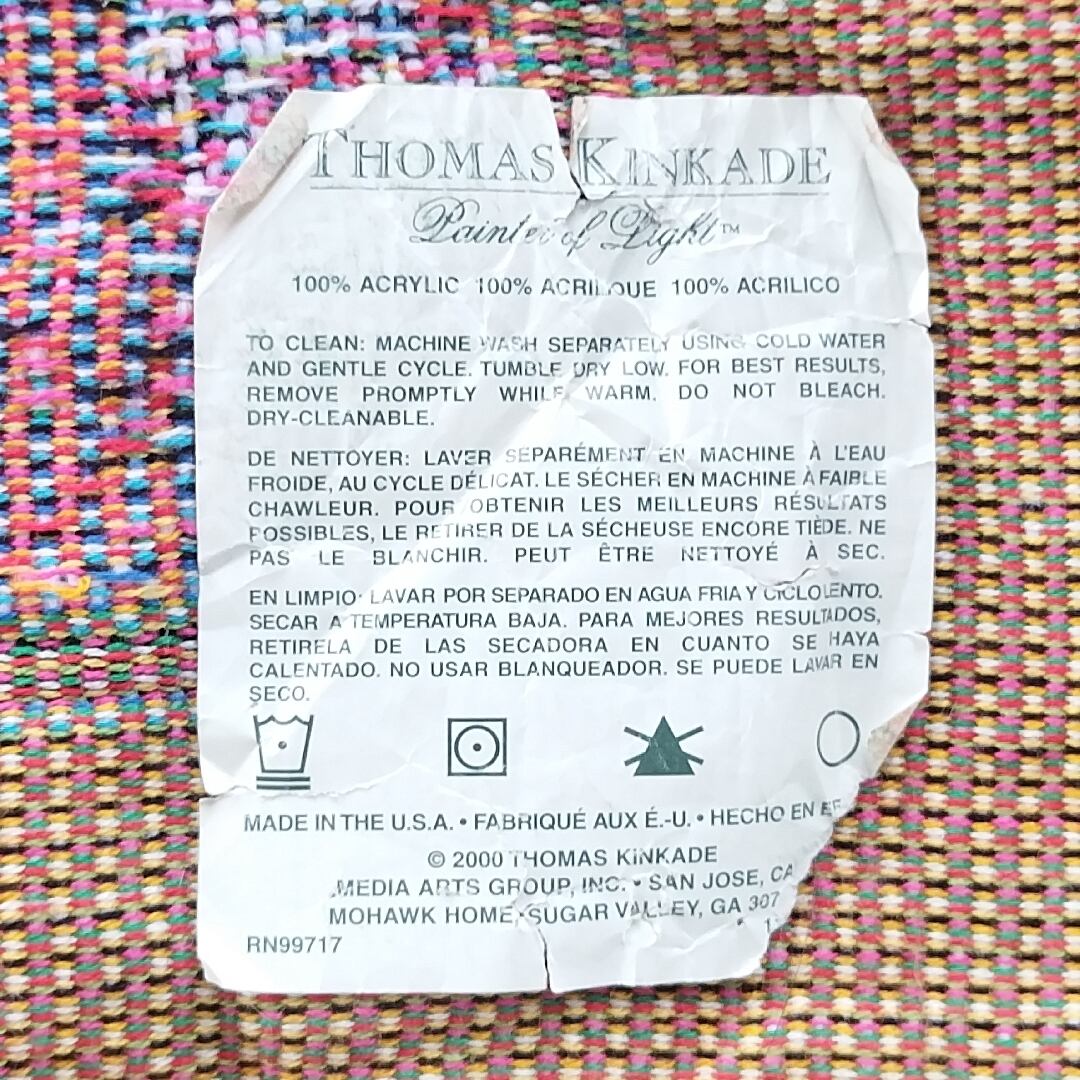 THOMAS KINKADE
Painter of Light™
100% ACRYLIC 100% ACRILIQUE 100% ACRILICO
TO CLEAN: MACHINE WASH SEPARATELY USING COLD WATER
AND GENTLE CYCLE. TUMBLE DRY LOW. FOR BEST RESULTS,
REMOVE PROMPTLY WHILE WARM. DO NOT BLEACH.
DRY-CLEANABLE.
DE NETTOYER: LAVER SÉPARÉMENT EN MACHINE À L'EAU
FROIDE, AU CYCLE DÉLICAT. LE SÉCHER EN MACHINE À FAIBLE
CHAWLEUR. POUR OBTENIR LES MEILLEURS RÉSULTATS
POSSIBLES, LE RETIRER DE LA SÉCHEUSE ENCORE TIÈDE. NE
PAS LE BLANCHIR. PEUT ÊTRE NETTOYÉ À SEC.
EN LIMPIO: LAVAR POR SEPARADO EN AGUA FRIA Y CICLO LENTO.
SECAR A TEMPERATURA BAJA. PARA MEJORES RESULTADOS,
RETIRELA DE LAS SECADORA EN CUANTO SE HAYA
CALENTADO. NO USAR BLANQUEADOR. SE PUEDE LAVAR EN
SECO.
MADE IN THE U.S.A. • FABRIQUÉ AUX É.-U. • HECHO EN
© 2000 THOMAS KINKADE
MEDIA ARTS GROUP, INC. • SAN JOSE, CA
MOHAWK HOME, SUGAR VALLEY, GA 307
RN99717